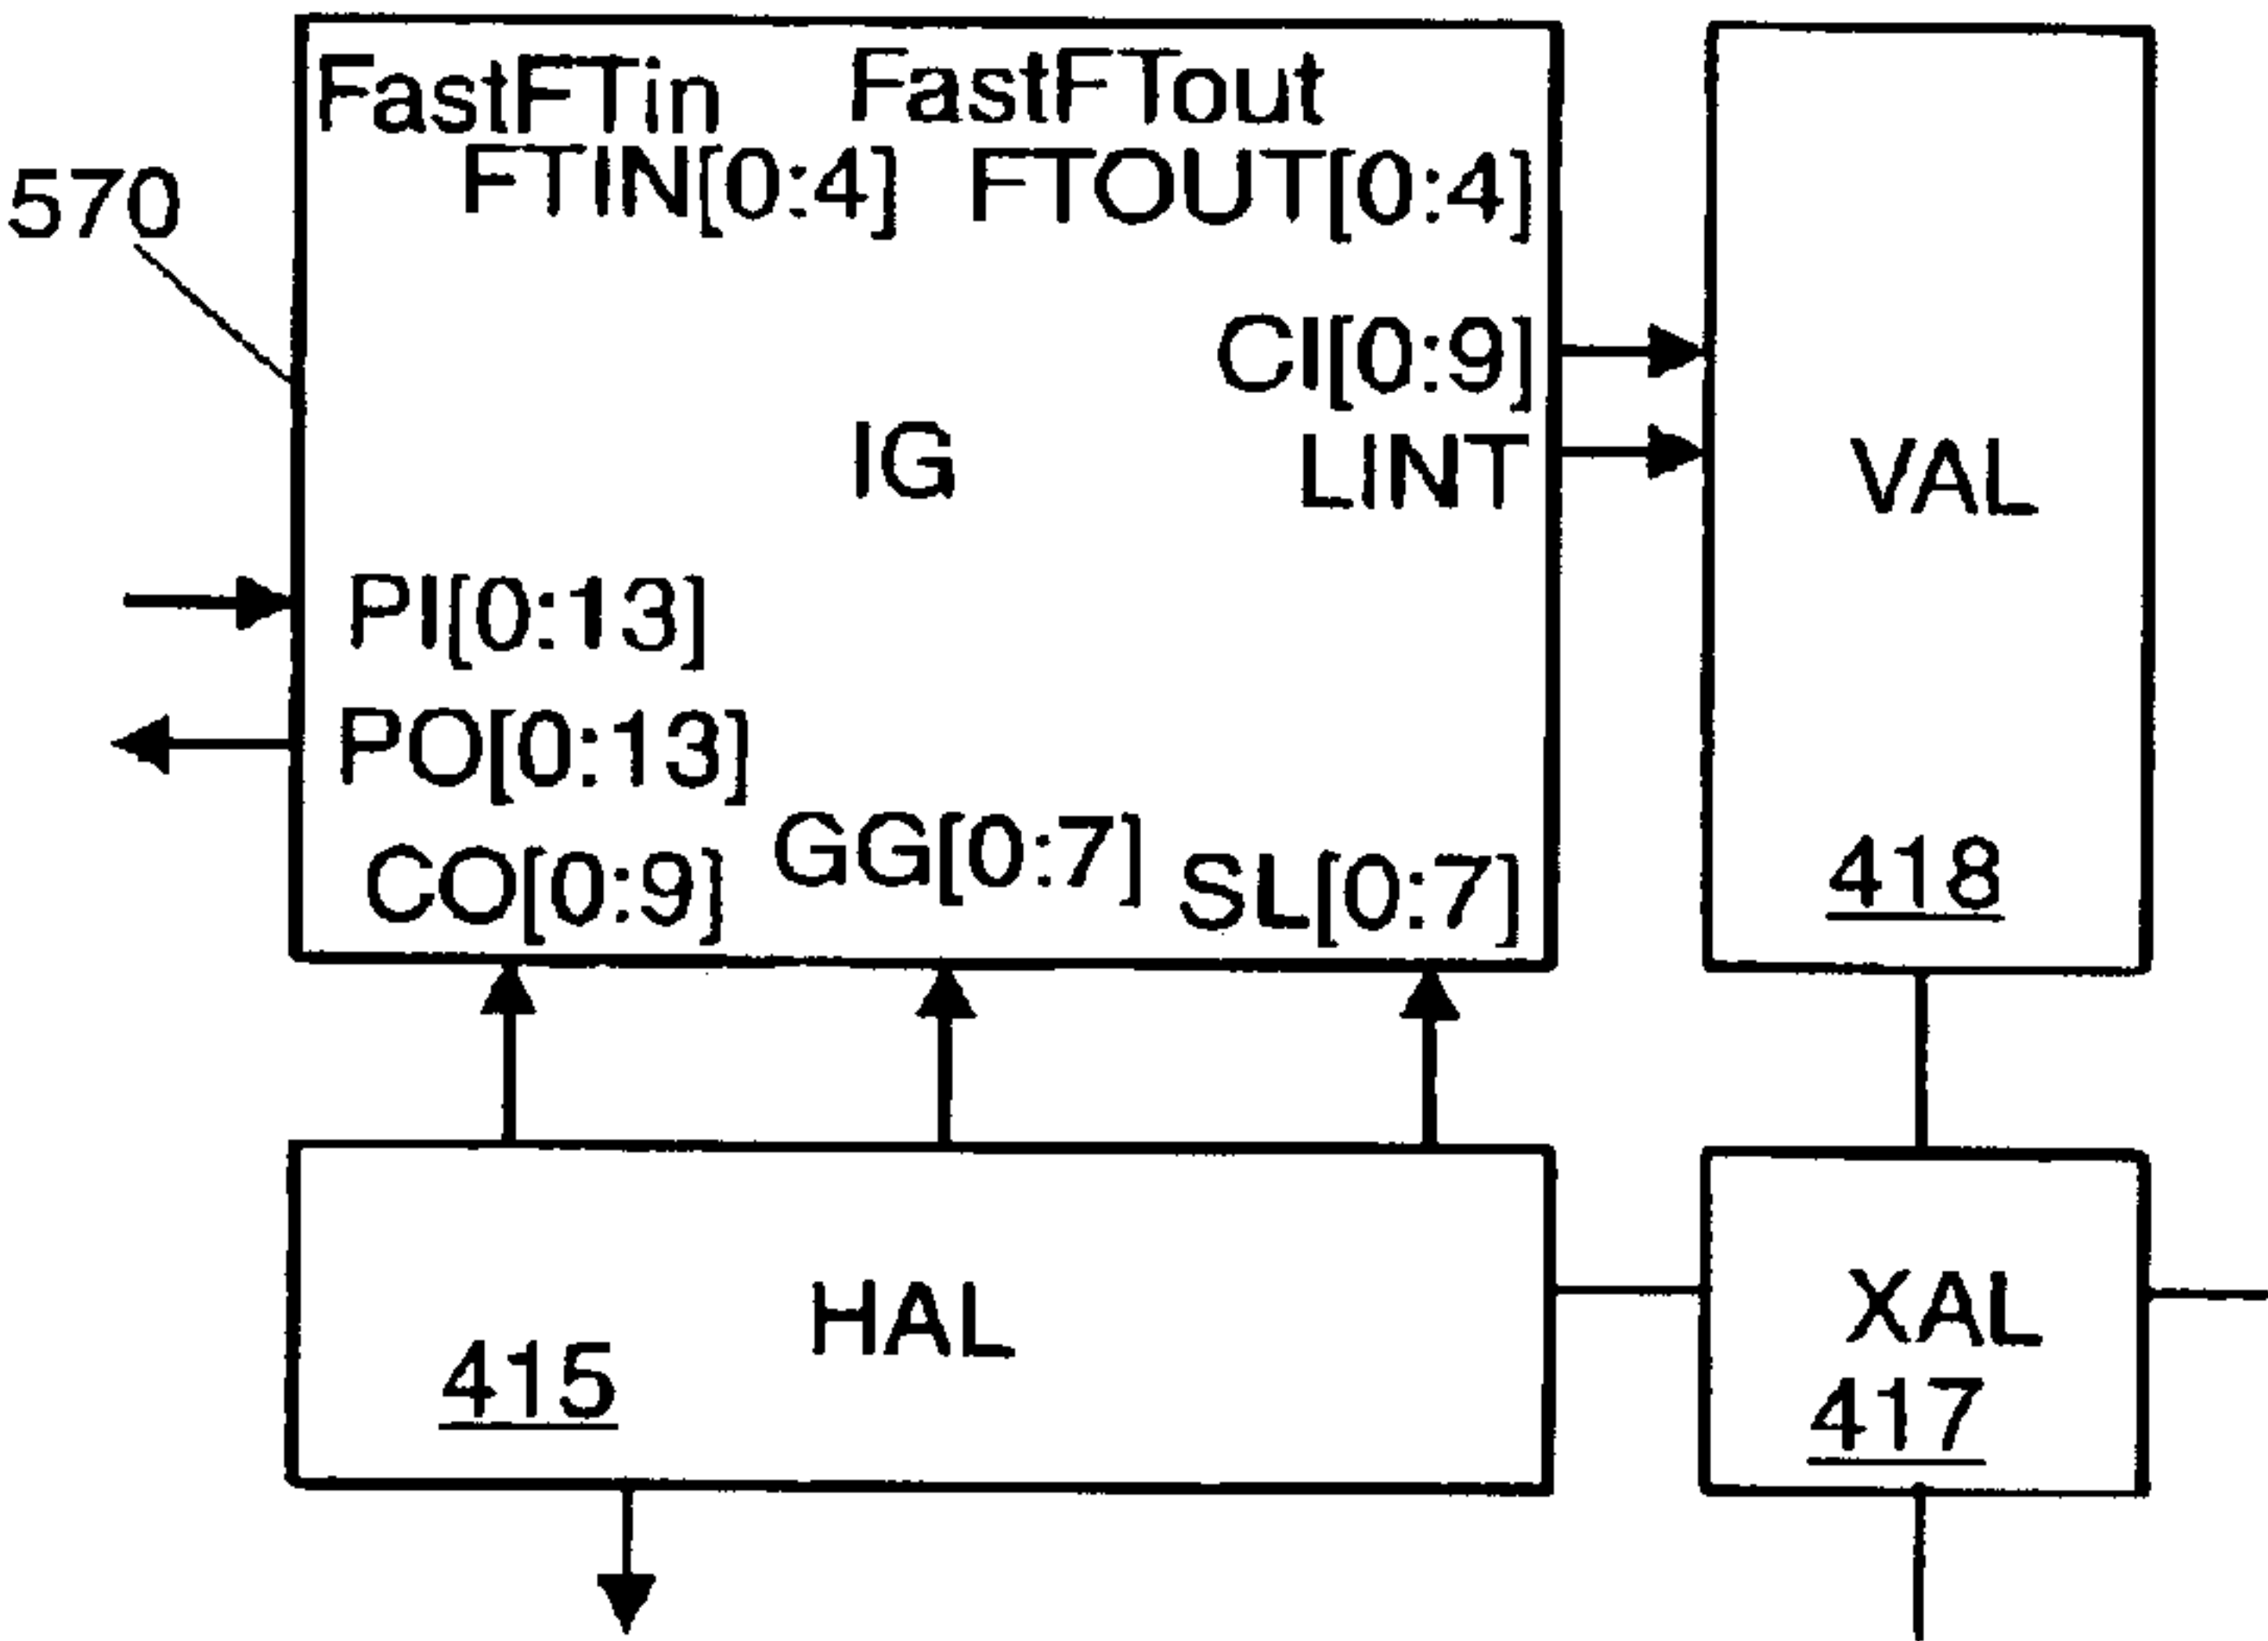 FastFTin FastFTout
FTIN[0:4] FTOUT[0:4]
570
CI[0:9]
IG LINT VAL
PI[0:13]
PO[0:13]
CO[0:9] GG[0:7] SL[0:7] 418
HAL XAL
415 417